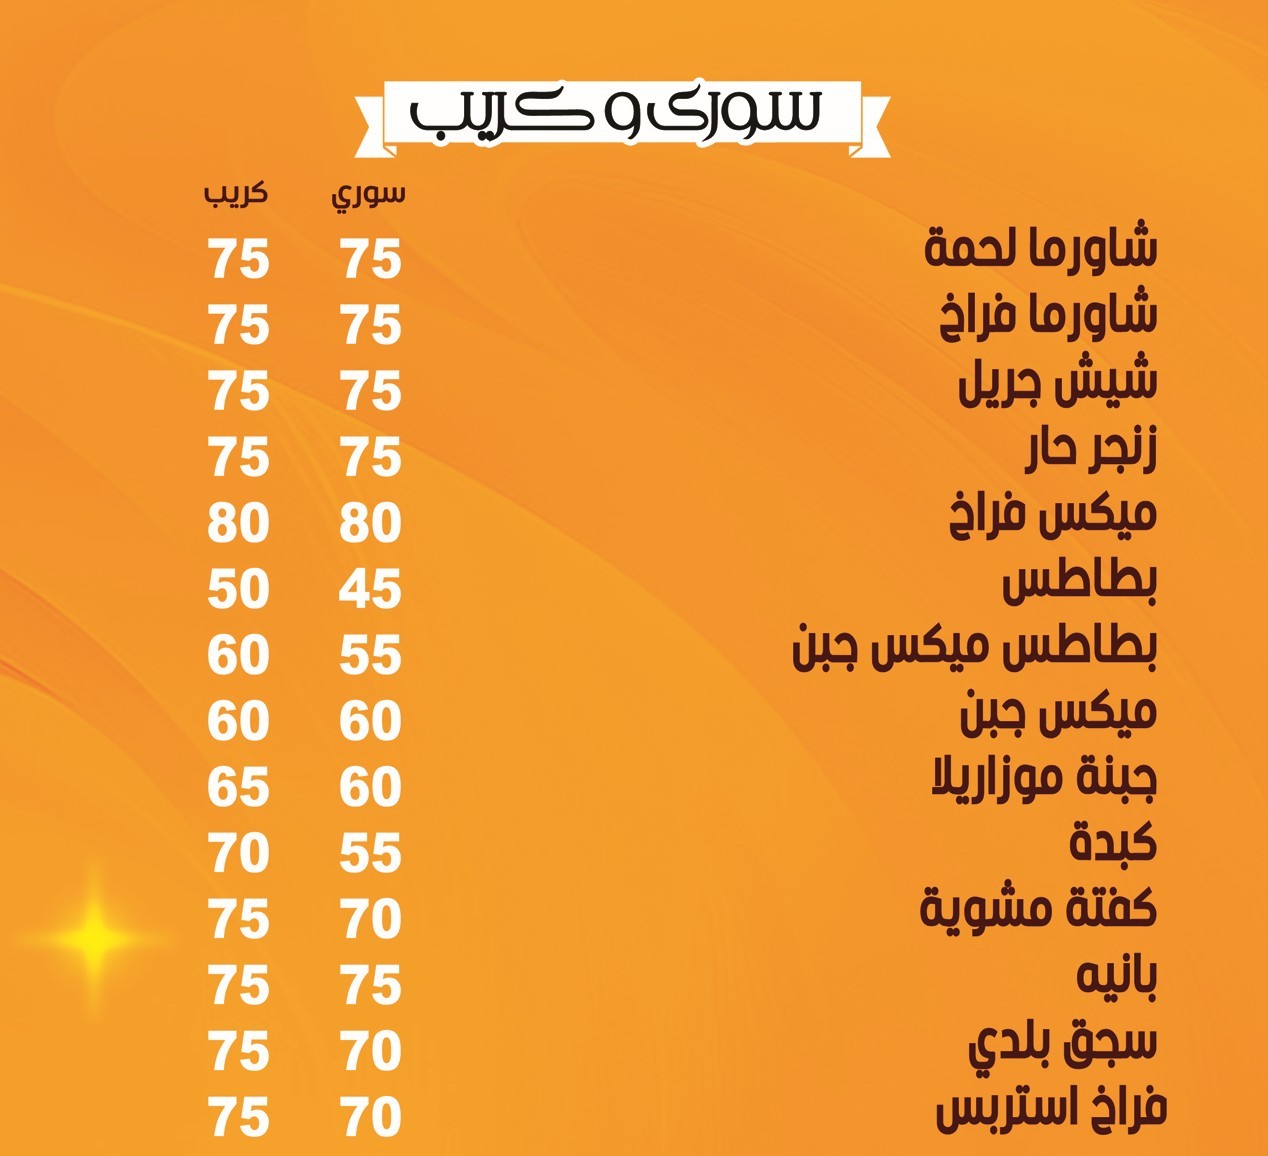 سورى و كريب
سوري كريب
شاورما لحمة 75 75
شاورما فراخ 75 75
شيش جريل 75 75
زنجر حار 75 75
ميكس فراخ 80 80
بطاطس 45 50
بطاطس ميكس جبن 55 60
ميكس جبن 60 60
جبنة موزاريلا 60 65
كبدة 55 70
كفتة مشوية 70 75
بانيه 75 75
سجق بلدي 70 75
فراخ استربس 70 75